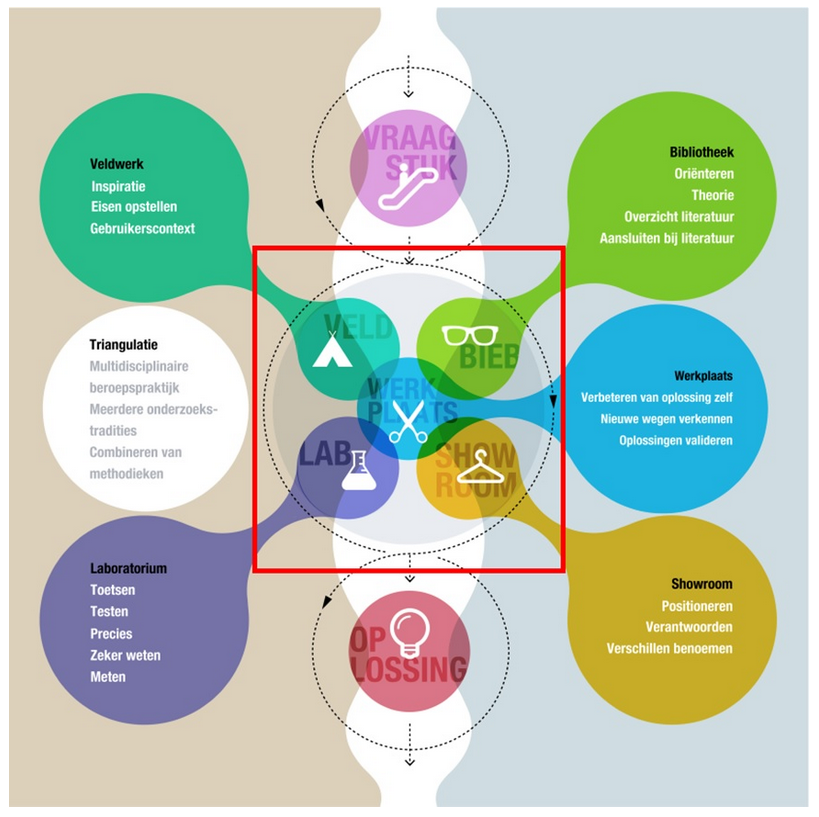 VRAAG
STUK
Veldwerk
Inspiratie
Eisen opstellen
Gebruikerscontext
Bibliotheek
Oriënteren
Theorie
Overzicht literatuur
Aansluiten bij literatuur
VELD
BIEB
WERK
PLAATS
LAB
SHOW
ROOM
Triangulatie
Multidisciplinaire
beroepspraktijk
Meerdere onderzoeks-
tradities
Combineren van
methodieken
Werkplaats
Verbeteren van oplossing zelf
Nieuwe wegen verkennen
Oplossingen valideren
Laboratorium
Toetsen
Testen
Precies
Zeker weten
Meten
Showroom
Positioneren
Verantwoorden
Verschillen benoemen
OP
LOSSING